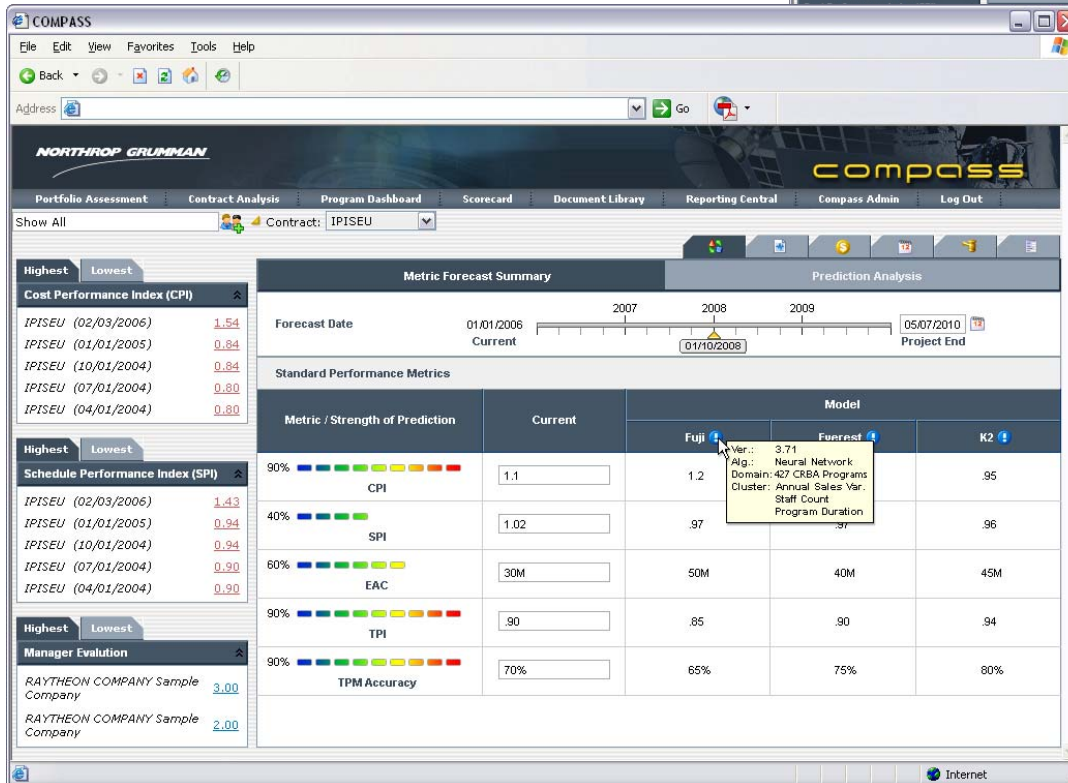 COMPASS
File Edit View Favorites Tools Help
Back
Address Go
NORTHROP GRUMMAN
compass
Portfolio Assessment Contract Analysis Program Dashboard Scorecard Document Library Reporting Central Compass Admin Log Out
Show All Contract: IPISEU
Highest Lowest
Cost Performance Index (CPI)
IPISEU (02/03/2006) 1.54
IPISEU (01/01/2005) 0.84
IPISEU (10/01/2004) 0.84
IPISEU (07/01/2004) 0.80
IPISEU (04/01/2004) 0.80
Highest Lowest
Schedule Performance Index (SPI)
IPISEU (02/03/2006) 1.43
IPISEU (01/01/2005) 0.94
IPISEU (10/01/2004) 0.94
IPISEU (07/01/2004) 0.90
IPISEU (04/01/2004) 0.90
Highest Lowest
Manager Evalution
RAYTHEON COMPANY Sample
Company 3.00
RAYTHEON COMPANY Sample
Company 2.00
Metric Forecast Summary Prediction Analysis
2007 2008 2009
Forecast Date 01/01/2006 05/07/2010
Current 01/10/2008 Project End
Standard Performance Metrics
Metric / Strength of Prediction Current Model
Fuji Everest K2
Ver.: 3.71
Alg.: Neural Network
Domain: 427 CRBA Programs
Cluster: Annual Sales Var.
Staff Count
Program Duration
90% CPI 1.1 1.2 .95
40% SPI 1.02 .97 .97 .96
60% EAC 30M 50M 40M 45M
90% TPI .90 .85 .90 .94
90% TPM Accuracy 70% 65% 75% 80%
Internet